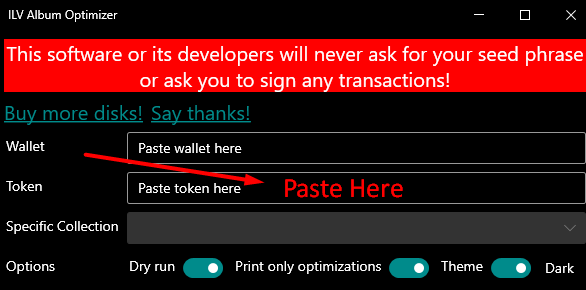 ILV Album Optimizer
This software or its developers will never ask for your seed phrase
or ask you to sign any transactions!
Buy more disks! Say thanks!
Wallet Paste wallet here
Token Paste token here Paste Here
Specific Collection
Options Dry run Print only optimizations Theme Dark